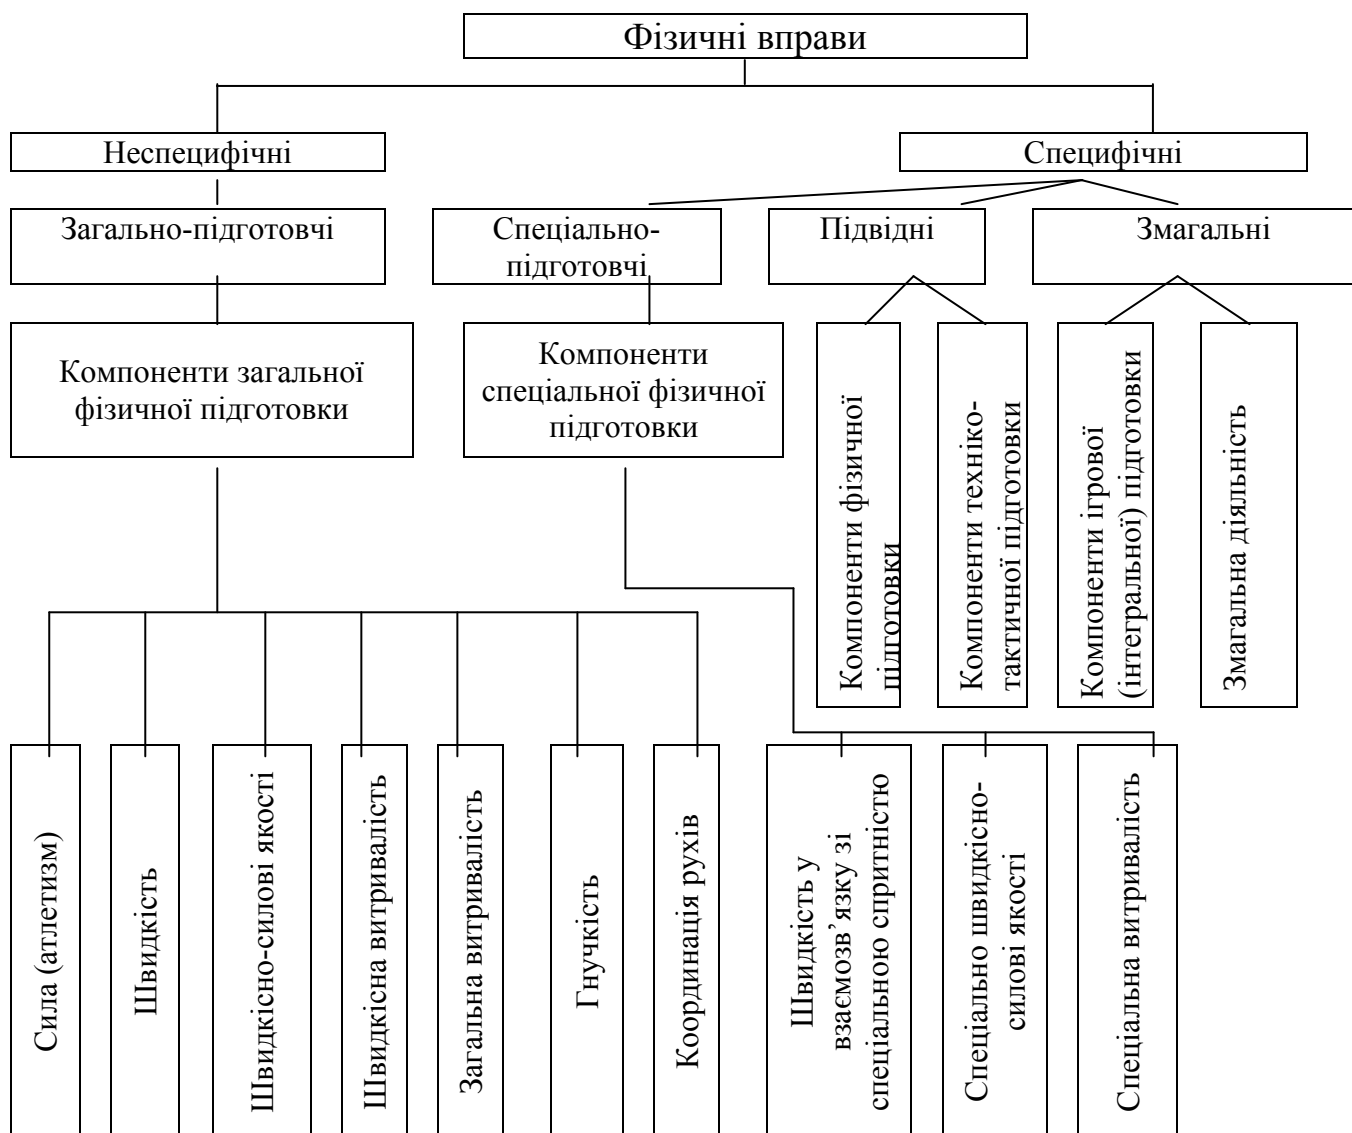 Фізичні вправи
Неспецифічні
Специфічні
Загально-підготовчі
Спеціально-
підготовчі
Підвідні
Змагальні
Компоненти загальної
фізичної підготовки
Компоненти
спеціальної фізичної
підготовки
Компоненти фізичної
підготовки
Компоненти техніко-
тактичної підготовки
Компоненти ігрової
(інтегральної) підготовки
Змагальна діяльність
Сила (атлетизм)
Швидкість
Швидкісно-силові якості
Швидкісна витривалість
Загальна витривалість
Гнучкість
Координація рухів
Швидкість у
взаємозв’язку зі
спеціальною спритністю
Спеціально швидкісно-
силові якості
Спеціальна витривалість